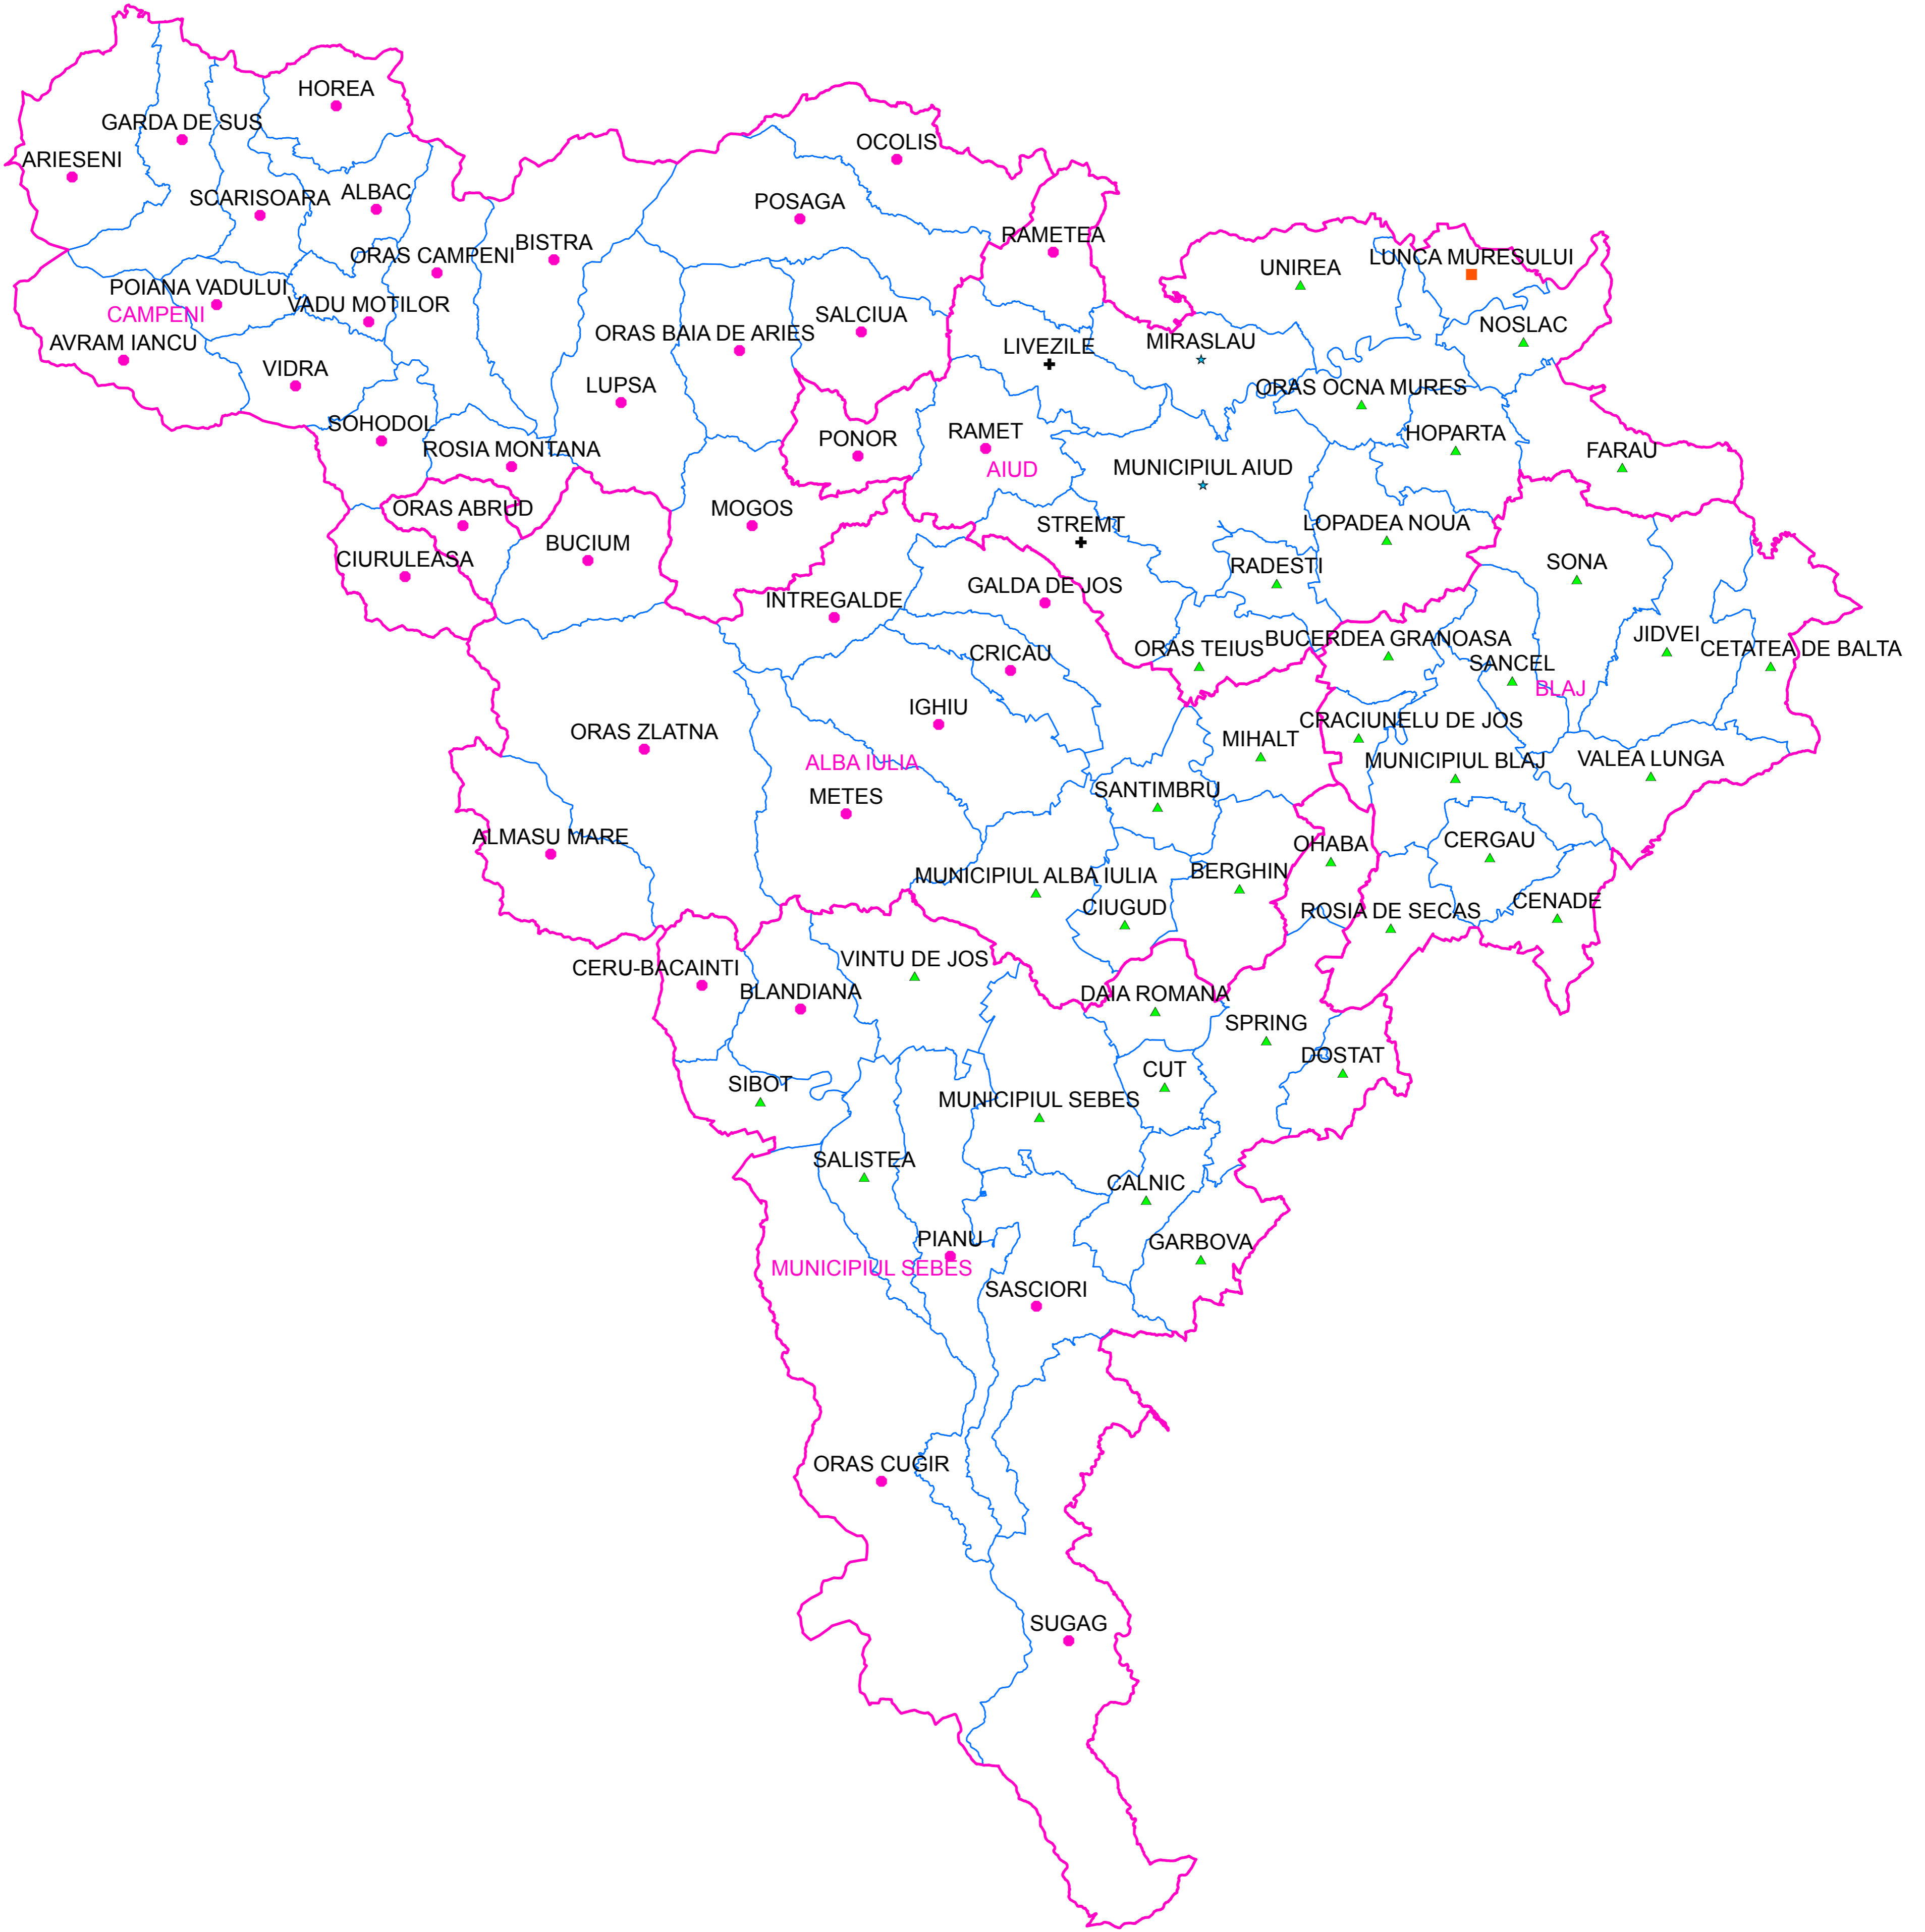 HOREA
GARDA DE SUS
ARIESENI
SCARISOARA
ALBAC
OCOLIS
POSAGA
RAMETEA
BISTRA
ORAS CAMPENI
LUNCA MURESULUI
UNIREA
POIANA VADULUI
CAMPENI
VADU MOTILOR
SALCIUA
NOSLAC
ORAS BAIA DE ARIES
AVRAM IANCU
LIVEZILE
MIRASLAU
VIDRA
LUPSA
ORAS OCNA MURES
SOHODOL
ROSIA MONTANA
PONOR
RAMET
AIUD
MUNICIPIUL AIUD
HOPARTA
FARAU
ORAS ABRUD
MOGOS
STREMT
LOPADEA NOUA
BUCIUM
CIURULEASA
RADESTI
SONA
GALDA DE JOS
INTREGALDE
CRICAU
ORAS TEIUS
BUCERDEA GRANOASA
SANCEL
BLAJ
JIDVEI
CETATEA DE BALTA
IGHIU
ORAS ZLATNA
MIHALT
CRACIUNELU DE JOS
MUNICIPIUL BLAJ
VALEA LUNGA
ALBA IULIA
METES
SANTIMBRU
ALMASU MARE
OHABA
CERGAU
MUNICIPIUL ALBA IULIA
BERGHIN
CIUGUD
ROSIA DE SECAS
CENADE
CERU-BACAINTI
VINTU DE JOS
BLANDIANA
DAIA ROMANA
SPRING
DOSTAT
SIBOT
CUT
MUNICIPIUL SEBES
SALISTEA
CALNIC
PIANU
GARBOVA
MUNICIPIUL SEBES
SASCIORI
ORAS CUGIR
SUGAG